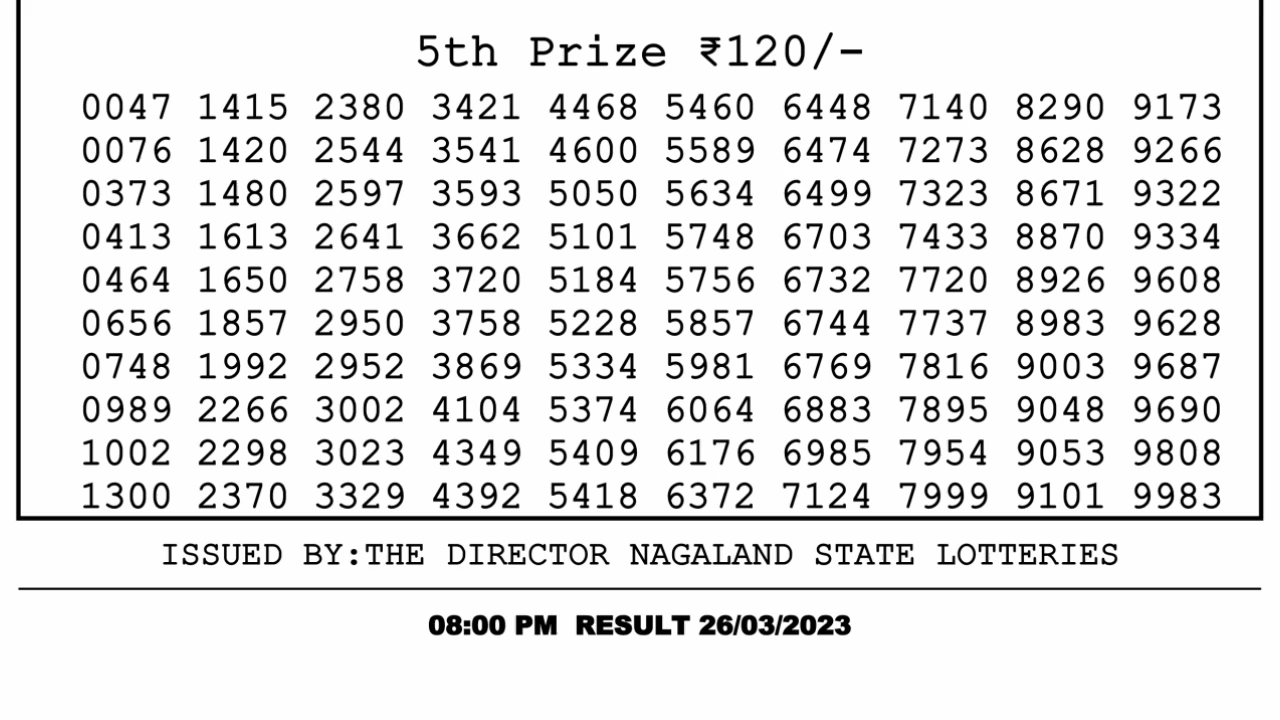 5th Prize ₹120/-
0047 1415 2380 3421 4468 5460 6448 7140 8290 9173
0076 1420 2544 3541 4600 5589 6474 7273 8628 9266
0373 1480 2597 3593 5050 5634 6499 7323 8671 9322
0413 1613 2641 3662 5101 5748 6703 7433 8870 9334
0464 1650 2758 3720 5184 5756 6732 7720 8926 9608
0656 1857 2950 3758 5228 5857 6744 7737 8983 9628
0748 1992 2952 3869 5334 5981 6769 7816 9003 9687
0989 2266 3002 4104 5374 6064 6883 7895 9048 9690
1002 2298 3023 4349 5409 6176 6985 7954 9053 9808
1300 2370 3329 4392 5418 6372 7124 7999 9101 9983
ISSUED BY:THE DIRECTOR NAGALAND STATE LOTTERIES
08:00 PM RESULT 26/03/2023